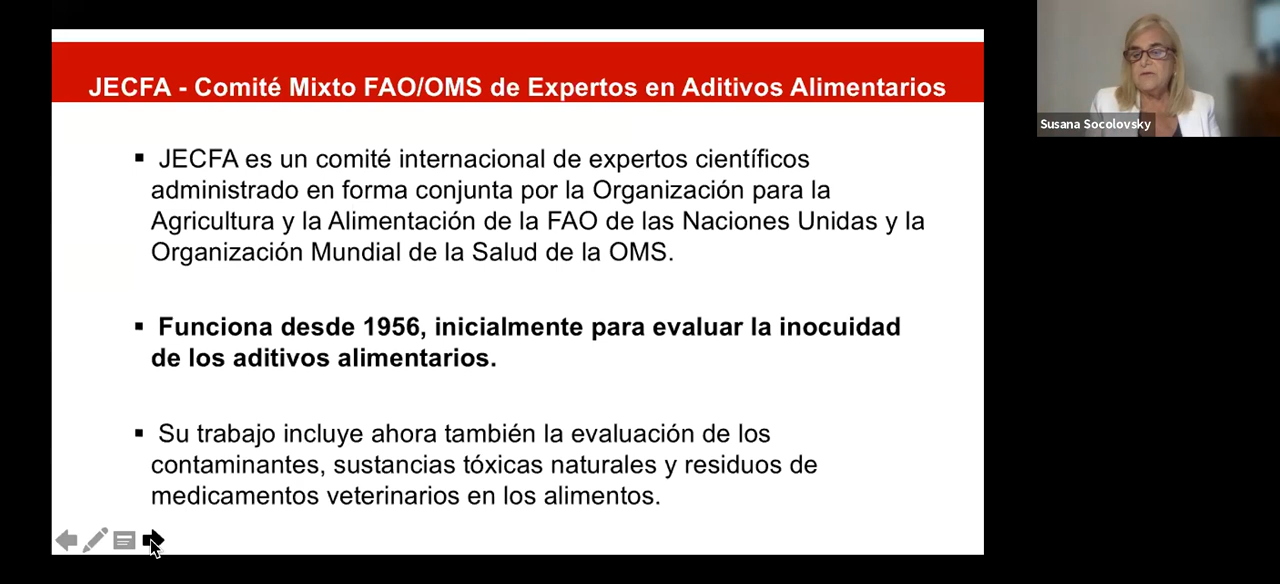 JECFA - Comité Mixto FAO/OMS de Expertos en Aditivos Alimentarios
▪ JECFA es un comité internacional de expertos científicos
administrado en forma conjunta por la Organización para la
Agricultura y la Alimentación de la FAO de las Naciones Unidas y la
Organización Mundial de la Salud de la OMS.
▪ Funciona desde 1956, inicialmente para evaluar la inocuidad
de los aditivos alimentarios.
▪ Su trabajo incluye ahora también la evaluación de los
contaminantes, sustancias tóxicas naturales y residuos de
medicamentos veterinarios en los alimentos.
Susana Socolovsky